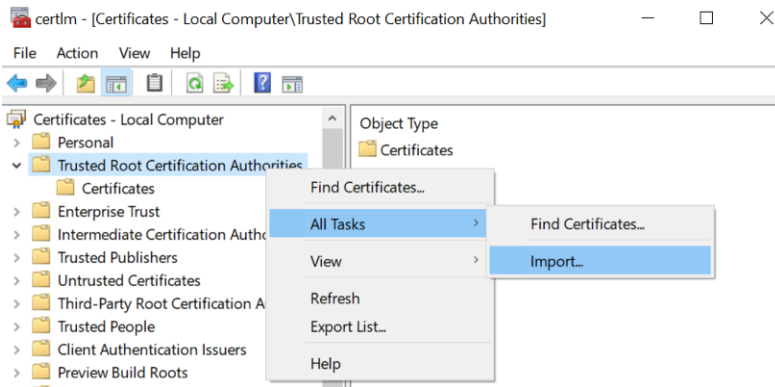 certlm - [Certificates - Local Computer\Trusted Root Certification Authorities]
File Action View Help
Certificates - Local Computer
Personal
Trusted Root Certification Authorities
Certificates
Enterprise Trust
Intermediate Certification Autho
Trusted Publishers
Untrusted Certificates
Third-Party Root Certification A
Trusted People
Client Authentication Issuers
Preview Build Roots
Object Type
Certificates
Find Certificates...
All Tasks
View
Refresh
Export List...
Help
Find Certificates...
Import...